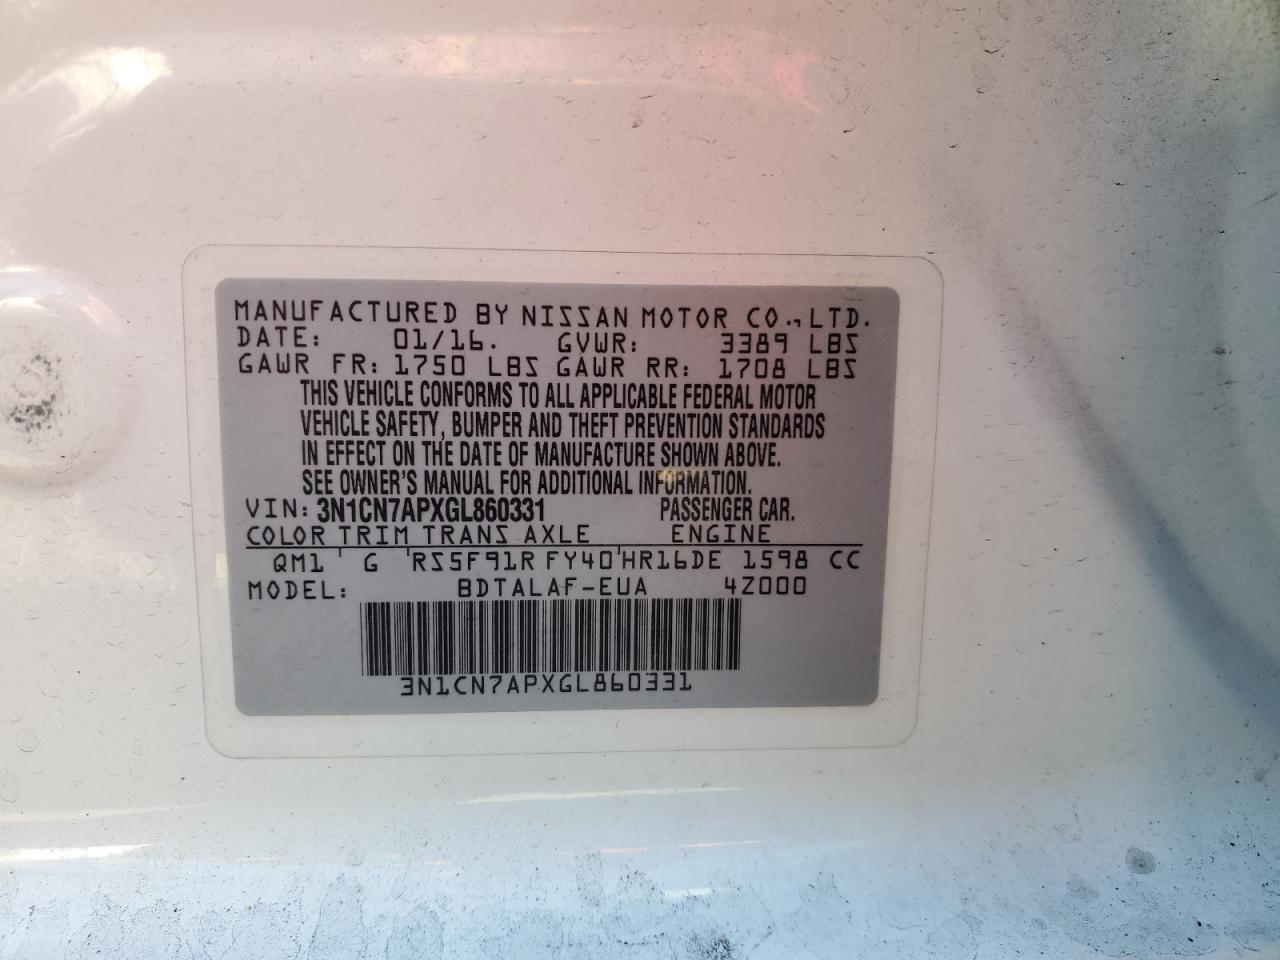 MANUFACTURED BY NISSAN MOTOR CO., LTD.
DATE: 01/16. GVWR: 3389 LBS
GAWR FR: 1750 LBS GAWR RR: 1708 LBS
THIS VEHICLE CONFORMS TO ALL APPLICABLE FEDERAL MOTOR
VEHICLE SAFETY, BUMPER AND THEFT PREVENTION STANDARDS
IN EFFECT ON THE DATE OF MANUFACTURE SHOWN ABOVE.
SEE OWNER'S MANUAL FOR ADDITIONAL INFORMATION.
VIN: 3N1CN7APXGL860331 PASSENGER CAR.
COLOR TRIM TRANS AXLE ENGINE
QM1 ' G 'RS5F91R FY40'HR16DE 1598 CC
MODEL: BDTALAF-EUA 4Z000
3N1CN7APXGL860331